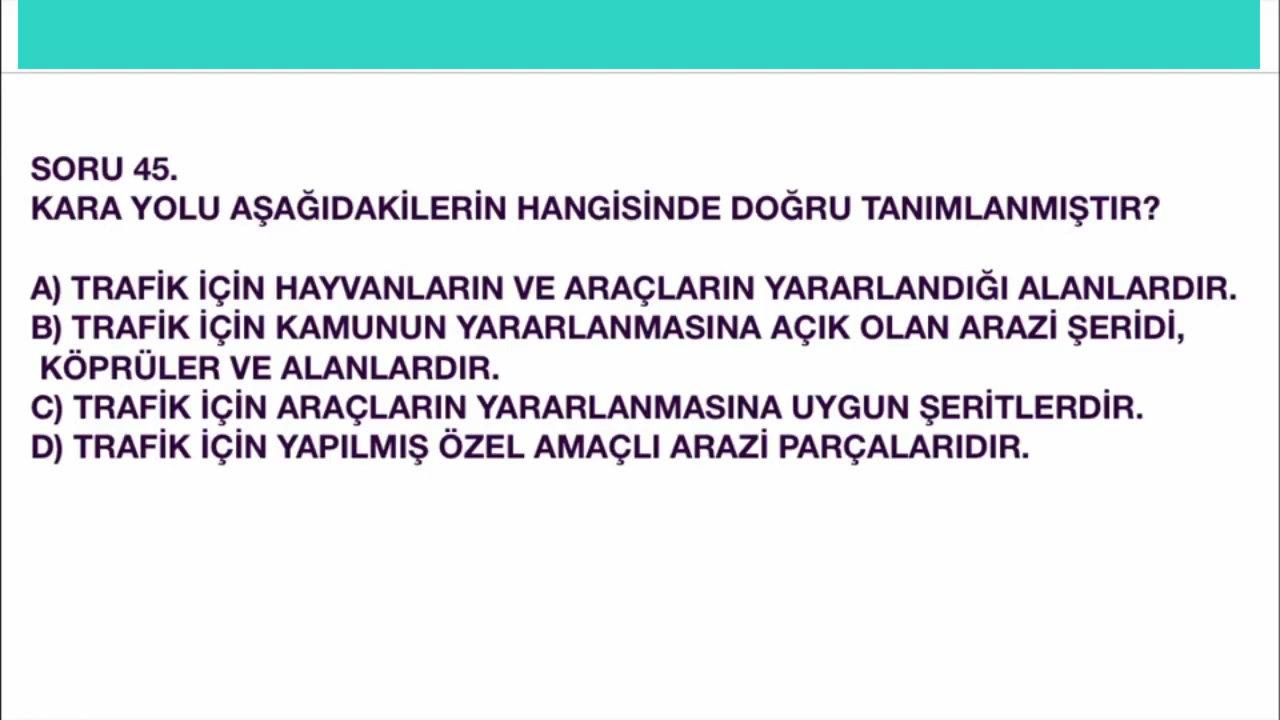 SORU 45.
KARA YOLU AŞAĞIDAKİLERİN HANGİSİNDE DOĞRU TANIMLANMIŞTIR?
A) TRAFİK İÇİN HAYVANLARIN VE ARAÇLARIN YARARLANDIĞI ALANLARDIR.
B) TRAFİK İÇİN KAMUNUN YARARLANMASINA AÇIK OLAN ARAZİ ŞERİDİ,
KÖPRÜLER VE ALANLARDIR.
C) TRAFİK İÇİN ARAÇLARIN YARARLANMASINA UYGUN ŞERİTLERDİR.
D) TRAFİK İÇİN YAPILMIŞ ÖZEL AMAÇLI ARAZİ PARÇALARIDIR.